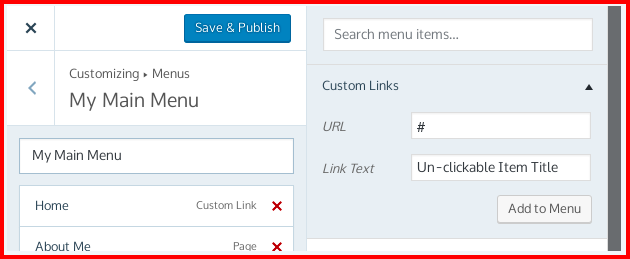 ×
Save & Publish
Customizing ▸ Menus
My Main Menu
My Main Menu
Home
Custom Link
×
About Me
Page
×
Search menu items...
Custom Links
URL
#
Link Text
Un-clickable Item Title
Add to Menu